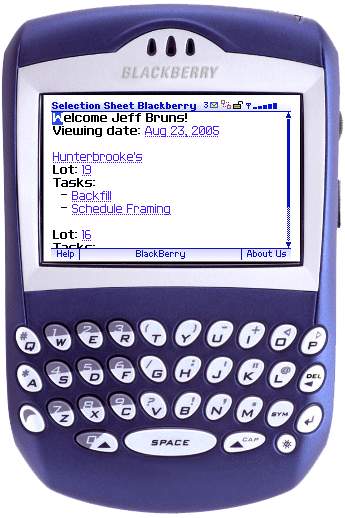 BLACKBERRY
Selection Sheet Blackberry 3
Welcome Jeff Bruns!
Viewing date: Aug 23, 2005
Hunterbrooke's
Lot: 19
Tasks:
- Backfill
- Schedule Framing
Lot: 16
Tasks:
Help BlackBerry About Us
# Q 1 W 2 E 3 R ( T ) Y _ U - I + O P
* A 4 S 5 D 6 F / G : H ; J ' K " L @ DEL
7 Z 8 X 9 C ? V ! B , N . M SYM
0 SPACE CAP